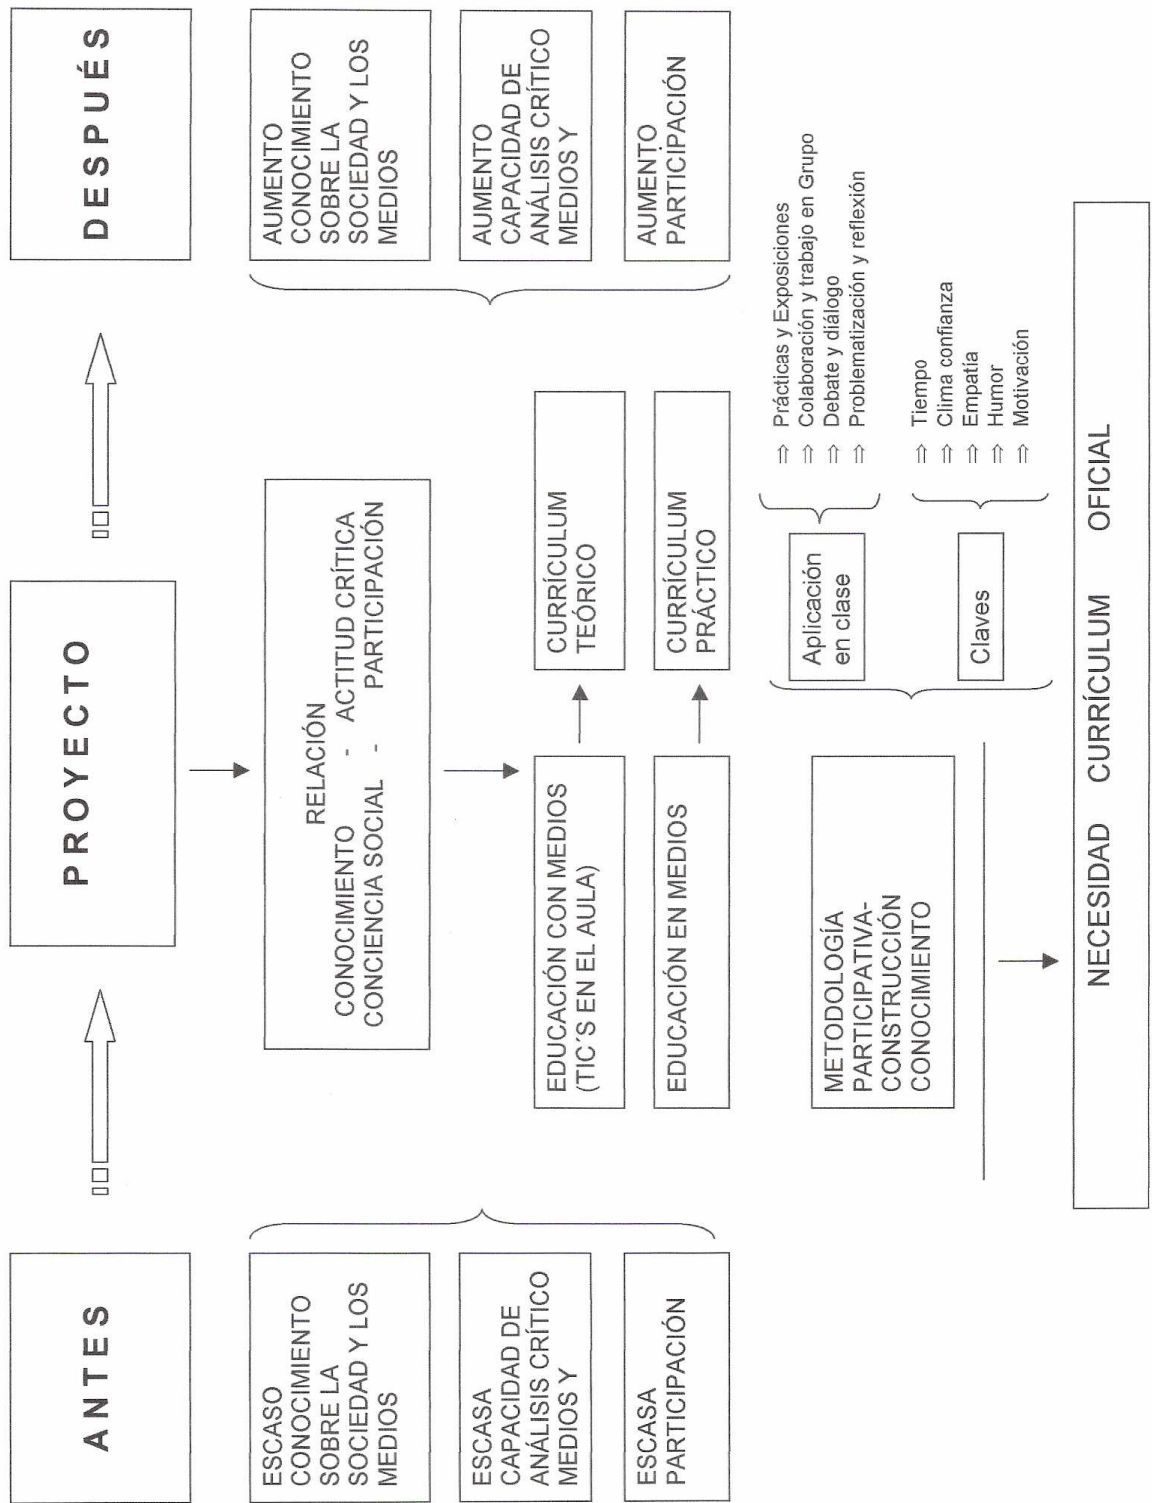 ANTES
PROYECTO
DESPUÉS
ESCASO
CONOCIMIENTO
SOBRE LA
SOCIEDAD Y LOS
MEDIOS
ESCASA
CAPACIDAD DE
ANÁLISIS CRÍTICO
MEDIOS Y
ESCASA
PARTICIPACIÓN
RELACIÓN
CONOCIMIENTO - ACTITUD CRÍTICA
CONCIENCIA SOCIAL - PARTICIPACIÓN
EDUCACIÓN CON MEDIOS
(TIC´S EN EL AULA)
CURRÍCULUM
TEÓRICO
EDUCACIÓN EN MEDIOS
CURRÍCULUM
PRÁCTICO
AUMENTO
CONOCIMIENTO
SOBRE LA
SOCIEDAD Y LOS
MEDIOS
AUMENTO
CAPACIDAD DE
ANÁLISIS CRÍTICO
MEDIOS Y
AUMENTO
PARTICIPACIÓN
METODOLOGÍA
PARTICIPATIVA-
CONSTRUCCIÓN
CONOCIMIENTO
Aplicación
en clase
⇒ Prácticas y Exposiciones
⇒ Colaboración y trabajo en Grupo
⇒ Debate y diálogo
⇒ Problematización y reflexión
Claves
⇒ Tiempo
⇒ Clima confianza
⇒ Empatía
⇒ Humor
⇒ Motivación
NECESIDAD CURRÍCULUM OFICIAL